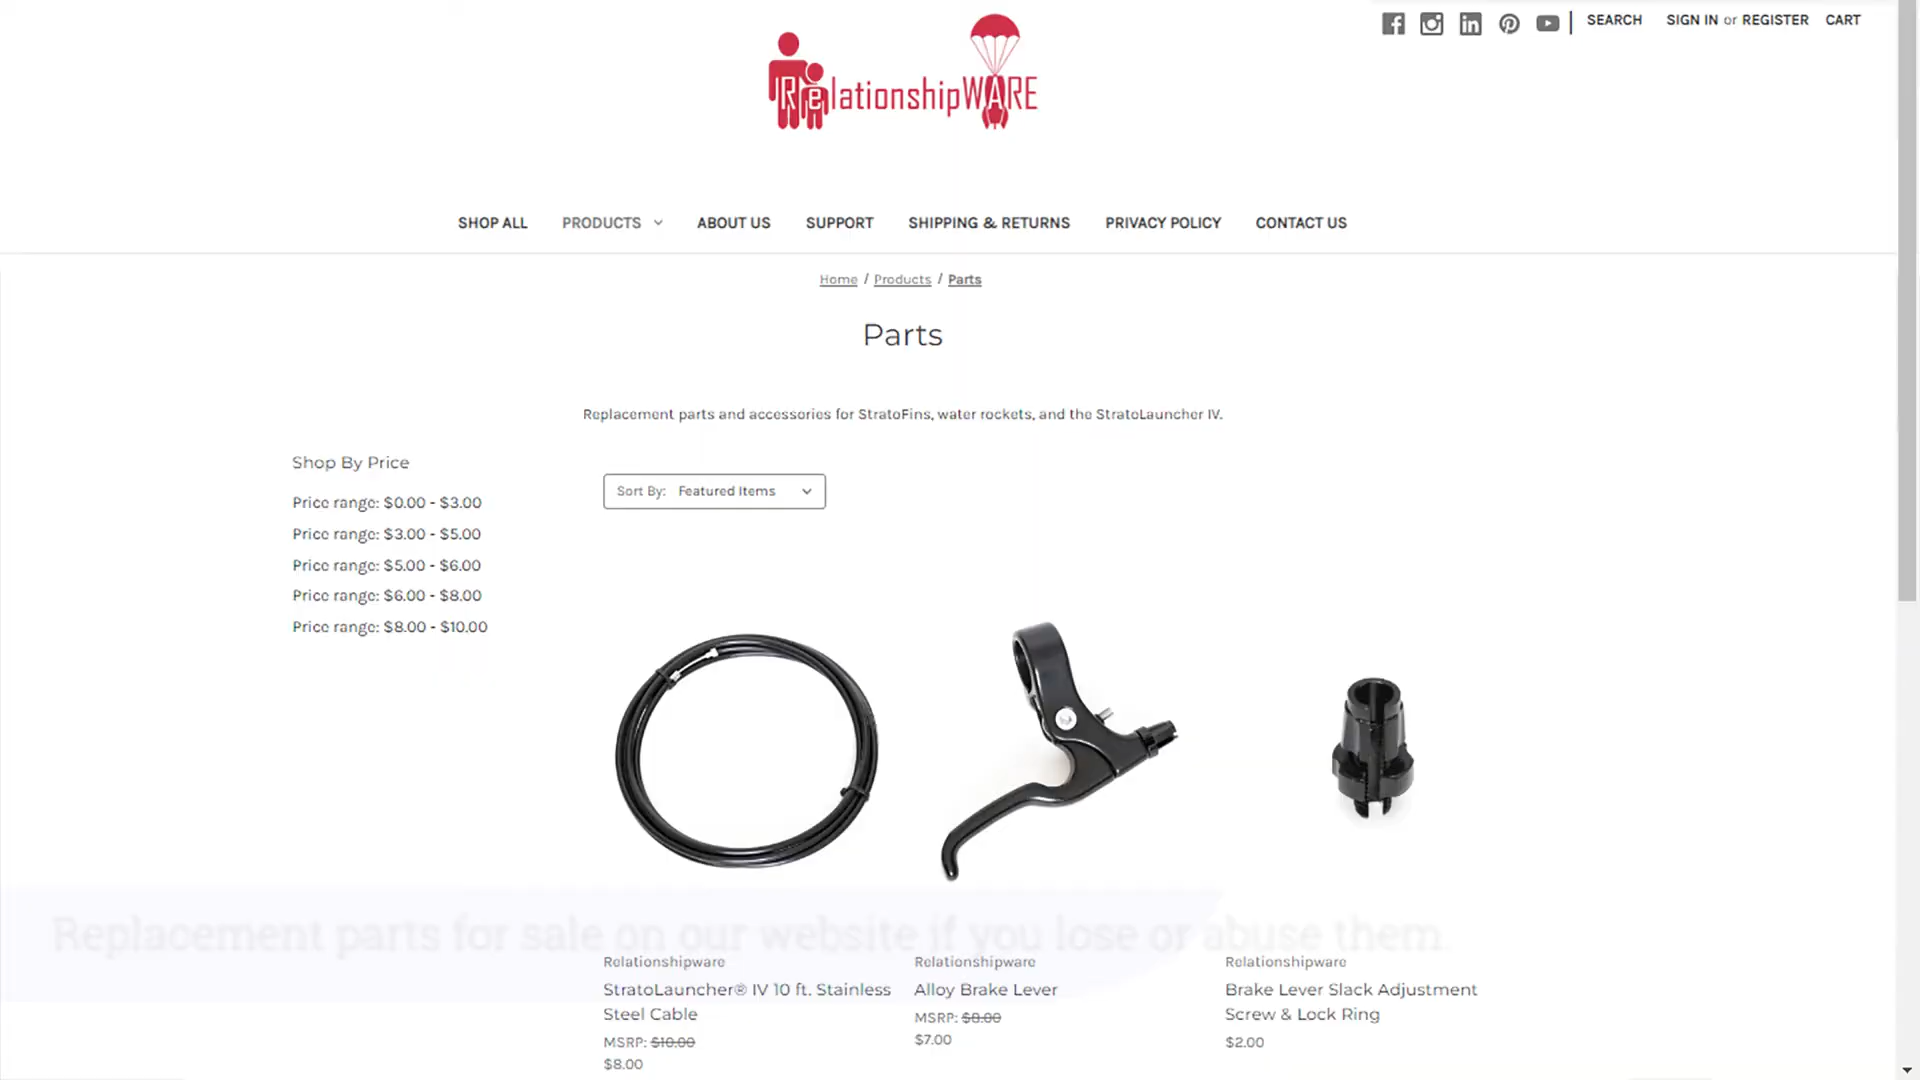 SEARCH
SIGN IN or REGISTER
CART
RelationshipWARE
SHOP ALL
PRODUCTS
ABOUT US
SUPPORT
SHIPPING & RETURNS
PRIVACY POLICY
CONTACT US
Home / Products / Parts
Parts
Replacement parts and accessories for StratoFins, water rockets, and the StratoLauncher IV.
Shop By Price
Price range: $0.00 - $3.00
Price range: $3.00 - $5.00
Price range: $5.00 - $6.00
Price range: $6.00 - $8.00
Price range: $8.00 - $10.00
Sort By: Featured Items
Replacement parts for sale on our website if you lose or abuse them.
Relationshipware
StratoLauncher® IV 10 ft. Stainless
Steel Cable
MSRP: $10.00
$8.00
Relationshipware
Alloy Brake Lever
MSRP: $8.00
$7.00
Relationshipware
Brake Lever Slack Adjustment
Screw & Lock Ring
$2.00